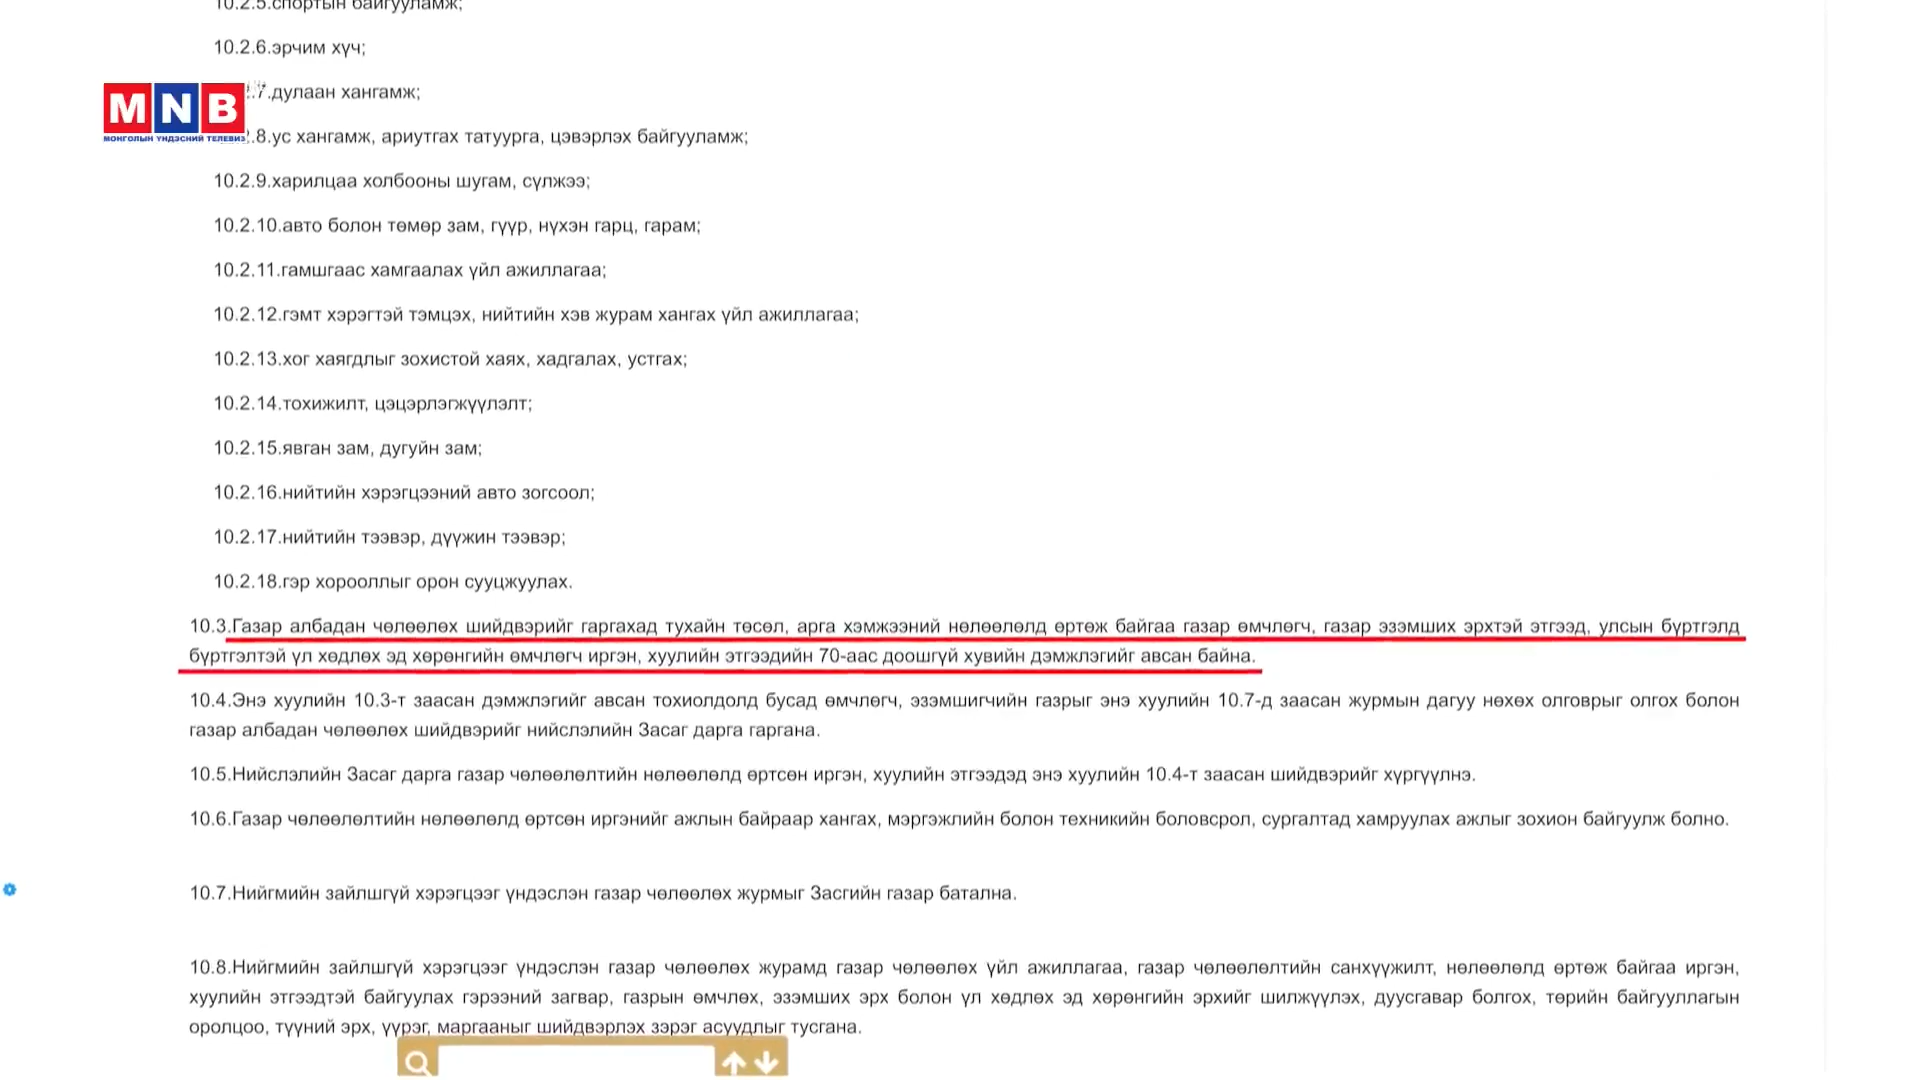 10.2.5.спортын байгууламж;
10.2.6.эрчим хүч;
MNB
.7.дулаан хангамж;
МОНГОЛЫН ҮНДЭСНИЙ ТЕЛЕВИЗ
.8.ус хангамж, ариутгах татуурга, цэвэрлэх байгууламж;
10.2.9.харилцаа холбооны шугам, сүлжээ;
10.2.10.авто болон төмөр зам, гүүр, нүхэн гарц, гарам;
10.2.11.гамшгаас хамгаалах үйл ажиллагаа;
10.2.12.гэмт хэрэгтэй тэмцэх, нийтийн хэв журам хангах үйл ажиллагаа;
10.2.13.хог хаягдлыг зохистой хаях, хадгалах, устгах;
10.2.14.тохижилт, цэцэрлэгжүүлэлт;
10.2.15.явган зам, дугуйн зам;
10.2.16.нийтийн хэрэгцээний авто зогсоол;
10.2.17.нийтийн тээвэр, дүүжин тээвэр;
10.2.18.гэр хорооллыг орон сууцжуулах.
10.3.Газар албадан чөлөөлөх шийдвэрийг гаргахад тухайн төсөл, арга хэмжээний нөлөөлөлд өртөж байгаа газар өмчлөгч, газар эзэмших эрхтэй этгээд, улсын бүртгэлд
бүртгэлтэй үл хөдлөх эд хөрөнгийн өмчлөгч иргэн, хуулийн этгээдийн 70-аас доошгүй хувийн дэмжлэгийг авсан байна.
10.4.Энэ хуулийн 10.3-т заасан дэмжлэгийг авсан тохиолдолд бусад өмчлөгч, эзэмшигчийн газрыг энэ хуулийн 10.7-д заасан журмын дагуу нөхөх олговрыг олгох болон
газар албадан чөлөөлөх шийдвэрийг нийслэлийн Засаг дарга гаргана.
10.5.Нийслэлийн Засаг дарга газар чөлөөлөлтийн нөлөөлөлд өртсөн иргэн, хуулийн этгээдэд энэ хуулийн 10.4-т заасан шийдвэрийг хүргүүлнэ.
10.6.Газар чөлөөлөлтийн нөлөөлөлд өртсөн иргэнийг ажлын байраар хангах, мэргэжлийн болон техникийн боловсрол, сургалтад хамруулах ажлыг зохион байгуулж болно.
10.7.Нийгмийн зайлшгүй хэрэгцээг үндэслэн газар чөлөөлөх журмыг Засгийн газар батална.
10.8.Нийгмийн зайлшгүй хэрэгцээг үндэслэн газар чөлөөлөх журамд газар чөлөөлөх үйл ажиллагаа, газар чөлөөлөлтийн санхүүжилт, нөлөөлөлд өртөж байгаа иргэн,
хуулийн этгээдтэй байгуулах гэрээний загвар, газрын өмчлөх, эзэмших эрх болон үл хөдлөх эд хөрөнгийн эрхийг шилжүүлэх, дуусгавар болгох, төрийн байгууллагын
оролцоо, түүний эрх, үүрэг, маргааныг шийдвэрлэх зэрэг асуудлыг тусгана.